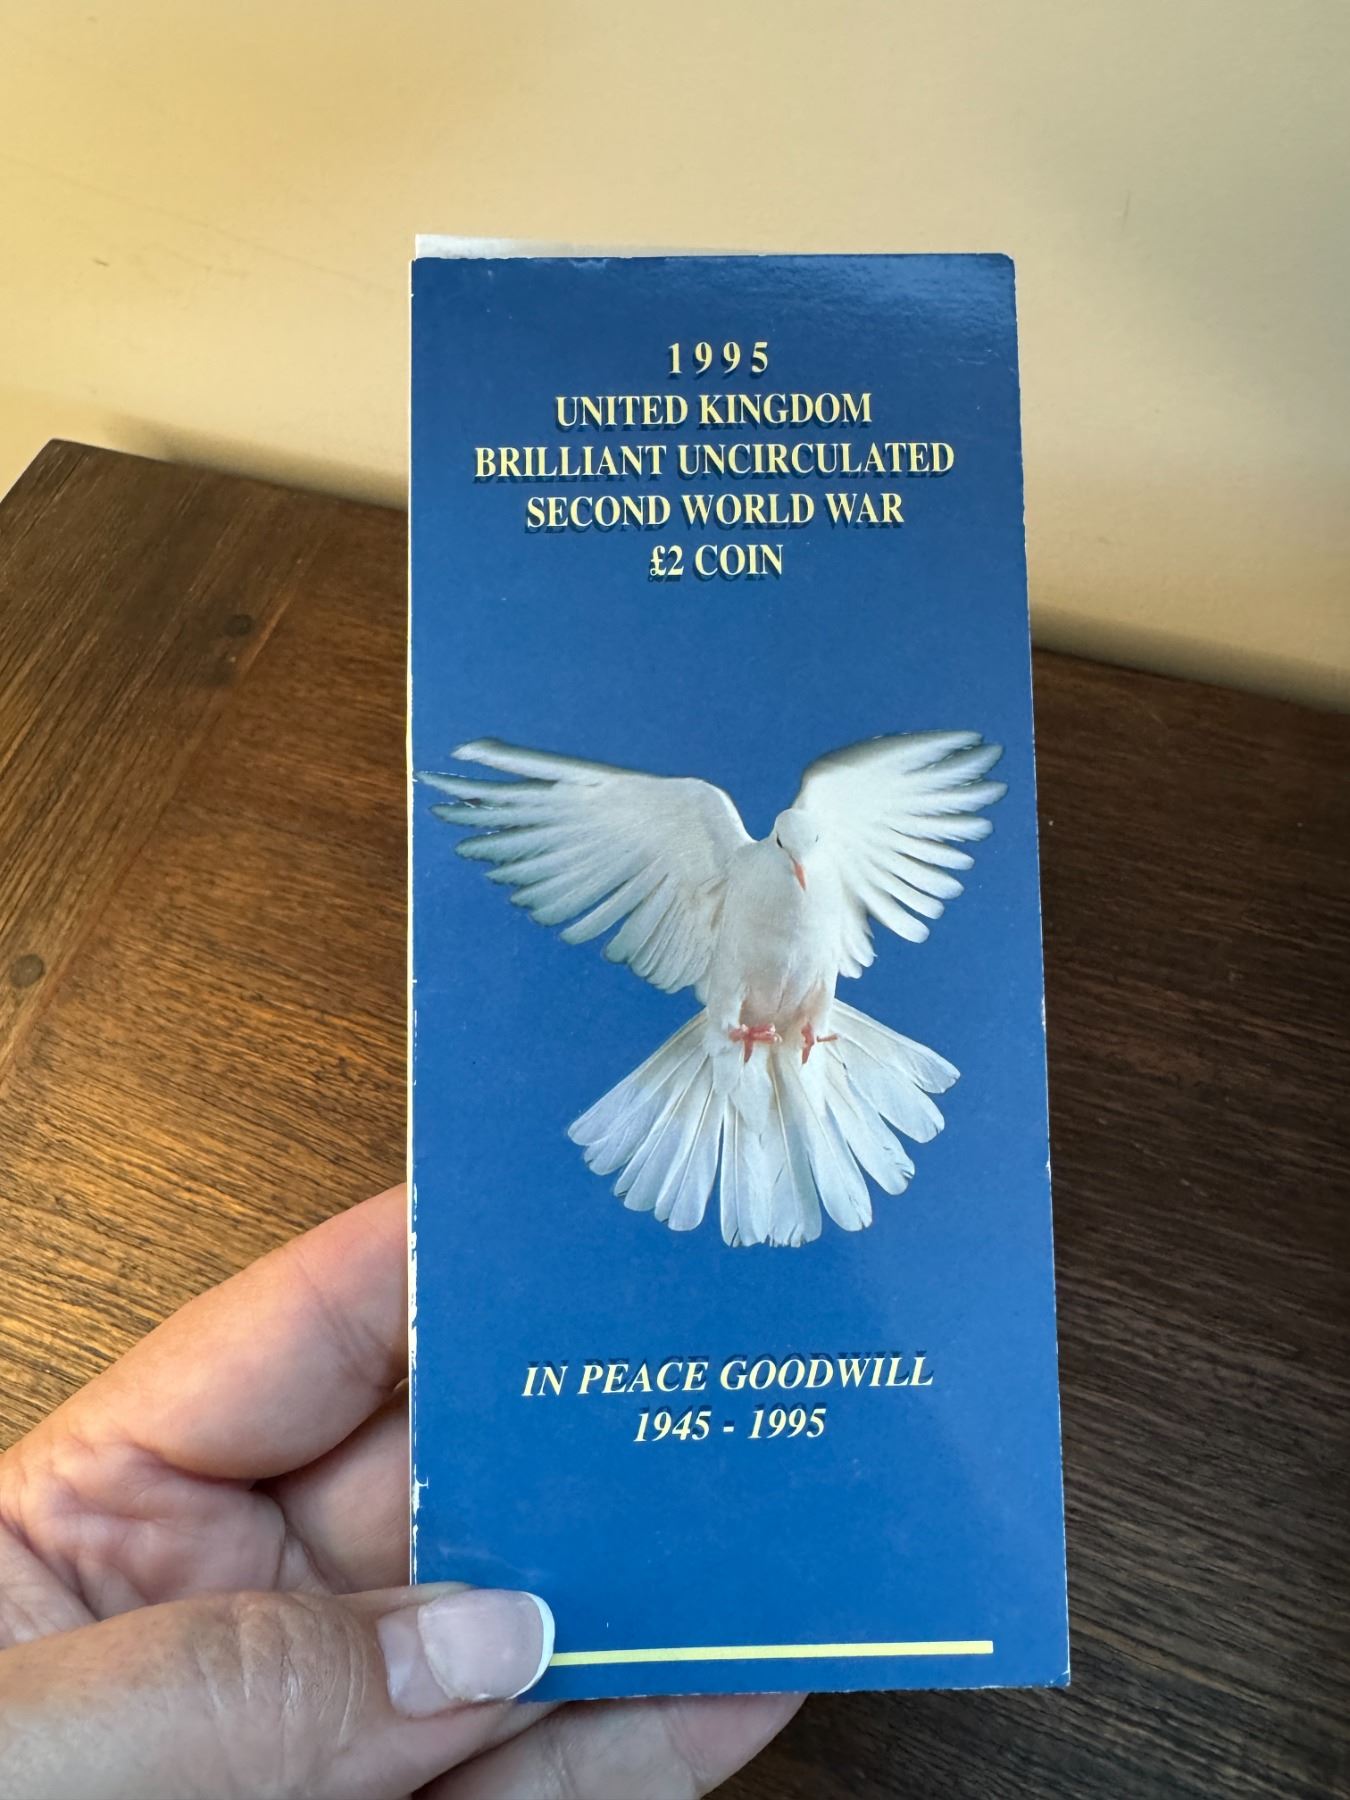 1995
UNITED KINGDOM
BRILLIANT UNCIRCULATED
SECOND WORLD WAR
£2 COIN
IN PEACE GOODWILL
1945 - 1995